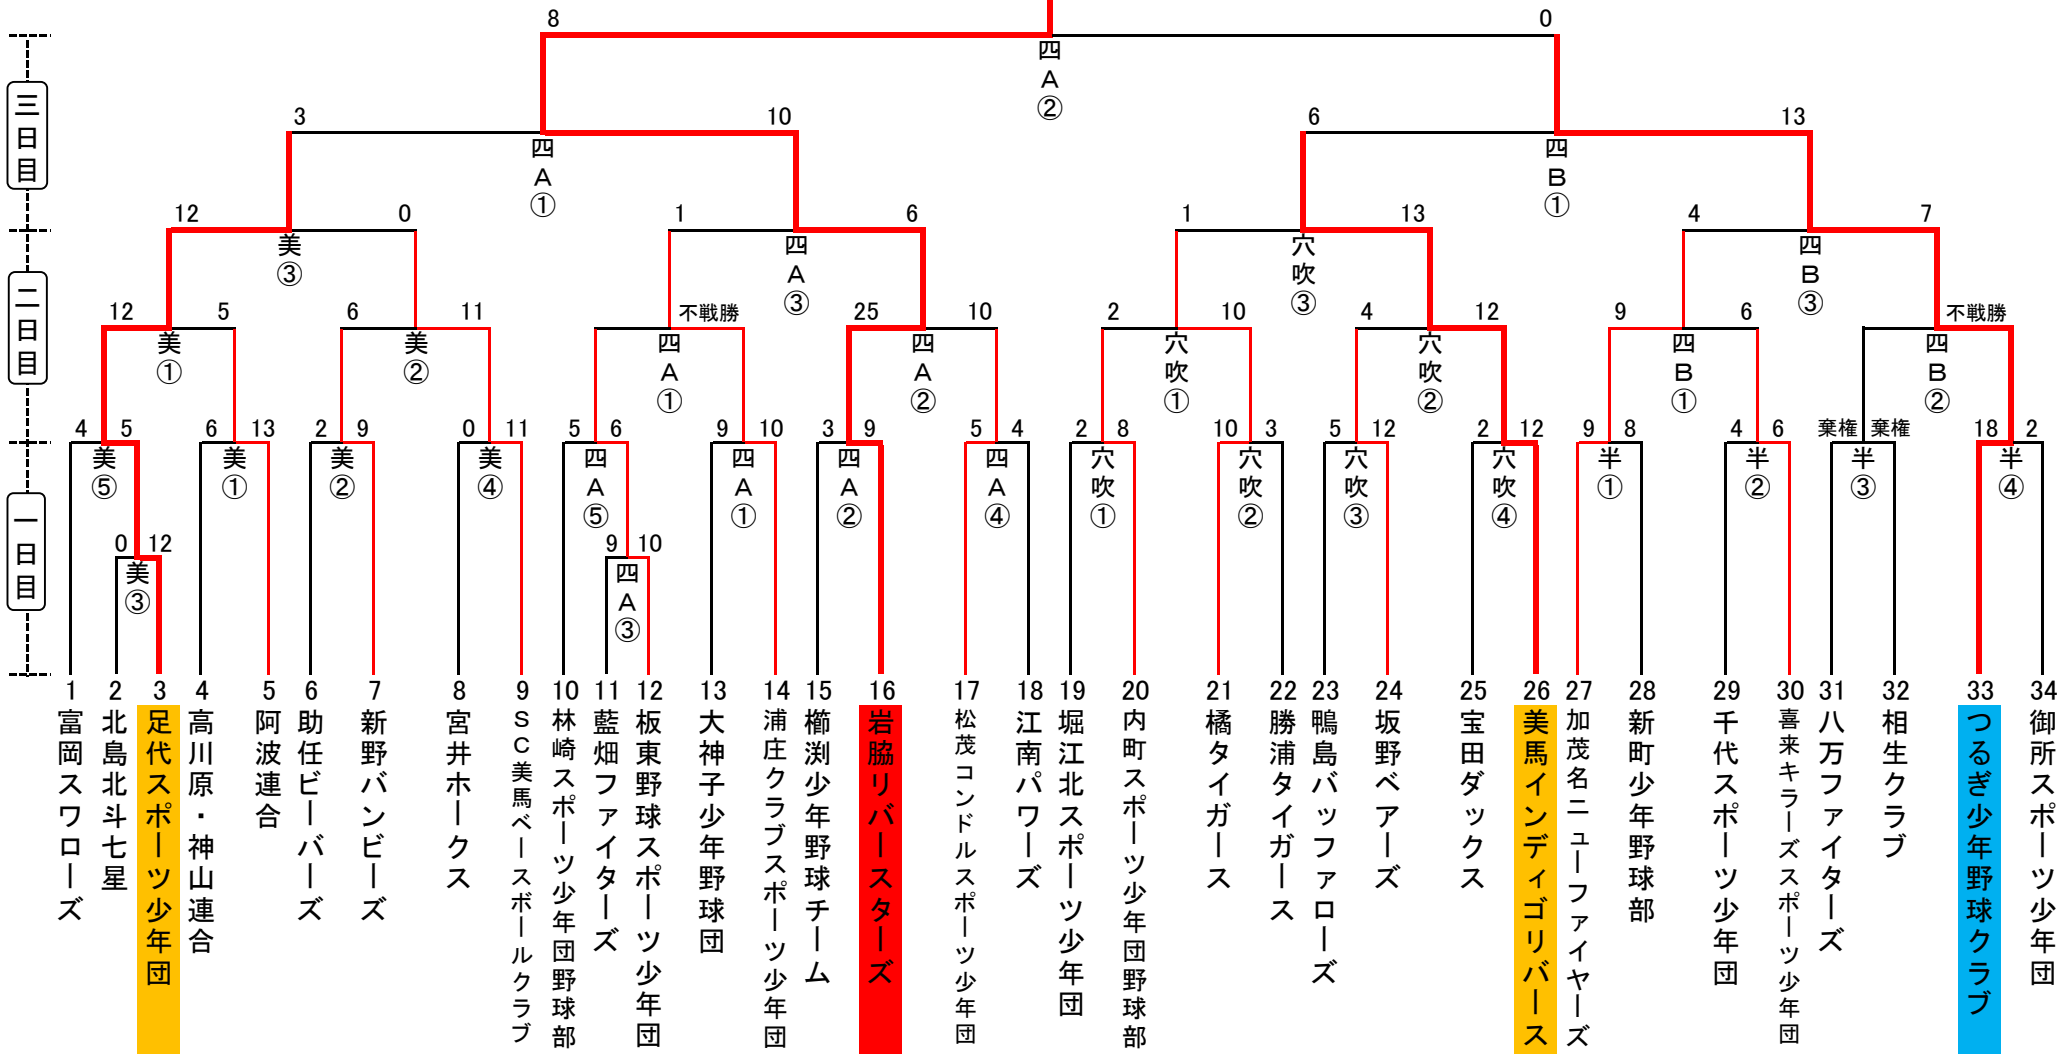 8 0
四A②
三日目
3 10 6 13
四A① 四B①
12 0 1 6 1 13 4 7
美③ 四A③ 穴吹③ 四B③
二日目
12 5 6 11 不戦勝 25 10 2 10 4 12 9 6 不戦勝
美① 美② 四A① 四A② 穴吹① 穴吹② 四B① 四B②
4 5 6 13 2 9 0 11 5 6 9 10 3 9 5 4 2 8 10 3 5 12 2 12 9 8 4 6 棄権 棄権 18 2
美⑤ 美① 美② 美④ 四A⑤ 四A① 四A② 四A④ 穴吹① 穴吹② 穴吹③ 穴吹④ 半① 半② 半③ 半④
一日目
0 12 9 10
美③ 四A③
1 富岡スワローズ
2 北島北斗七星
3 足代スポーツ少年団
4 高川原・神山連合
5 阿波連合
6 助任ビーバーズ
7 新野バンビーズ
8 宮井ホークス
9 SC美馬ベースボールクラブ
10 林崎スポーツ少年団野球部
11 藍畑ファイターズ
12 板東野球スポーツ少年団
13 大神子少年野球団
14 浦庄クラブスポーツ少年団
15 櫛渕少年野球チーム
16 岩脇リバースターズ
17 松茂コンドルスポーツ少年団
18 江南パワーズ
19 堀江北スポーツ少年団
20 内町スポーツ少年団野球部
21 橘タイガース
22 勝浦タイガース
23 鴨島バッファローズ
24 坂野ベアーズ
25 宝田ダックス
26 美馬インディゴリバース
27 加茂名ニューファイヤーズ
28 新町少年野球部
29 千代スポーツ少年団
30 喜来キラーズスポーツ少年団
31 八万ファイターズ
32 相生クラブ
33 つるぎ少年野球クラブ
34 御所スポーツ少年団